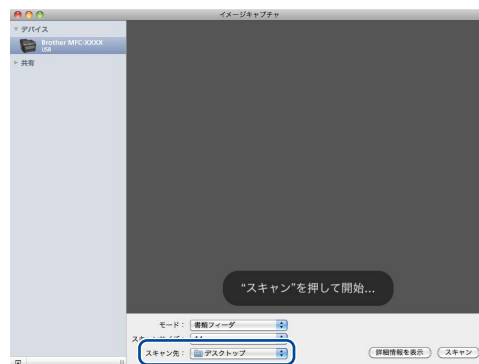 イメージキャプチャ
デバイス
Brother MFC-XXXX
USB
共有
"スキャン"を押して開始...
モード： 書類フィーダ
スキャン先： デスクトップ
詳細情報を表示
スキャン